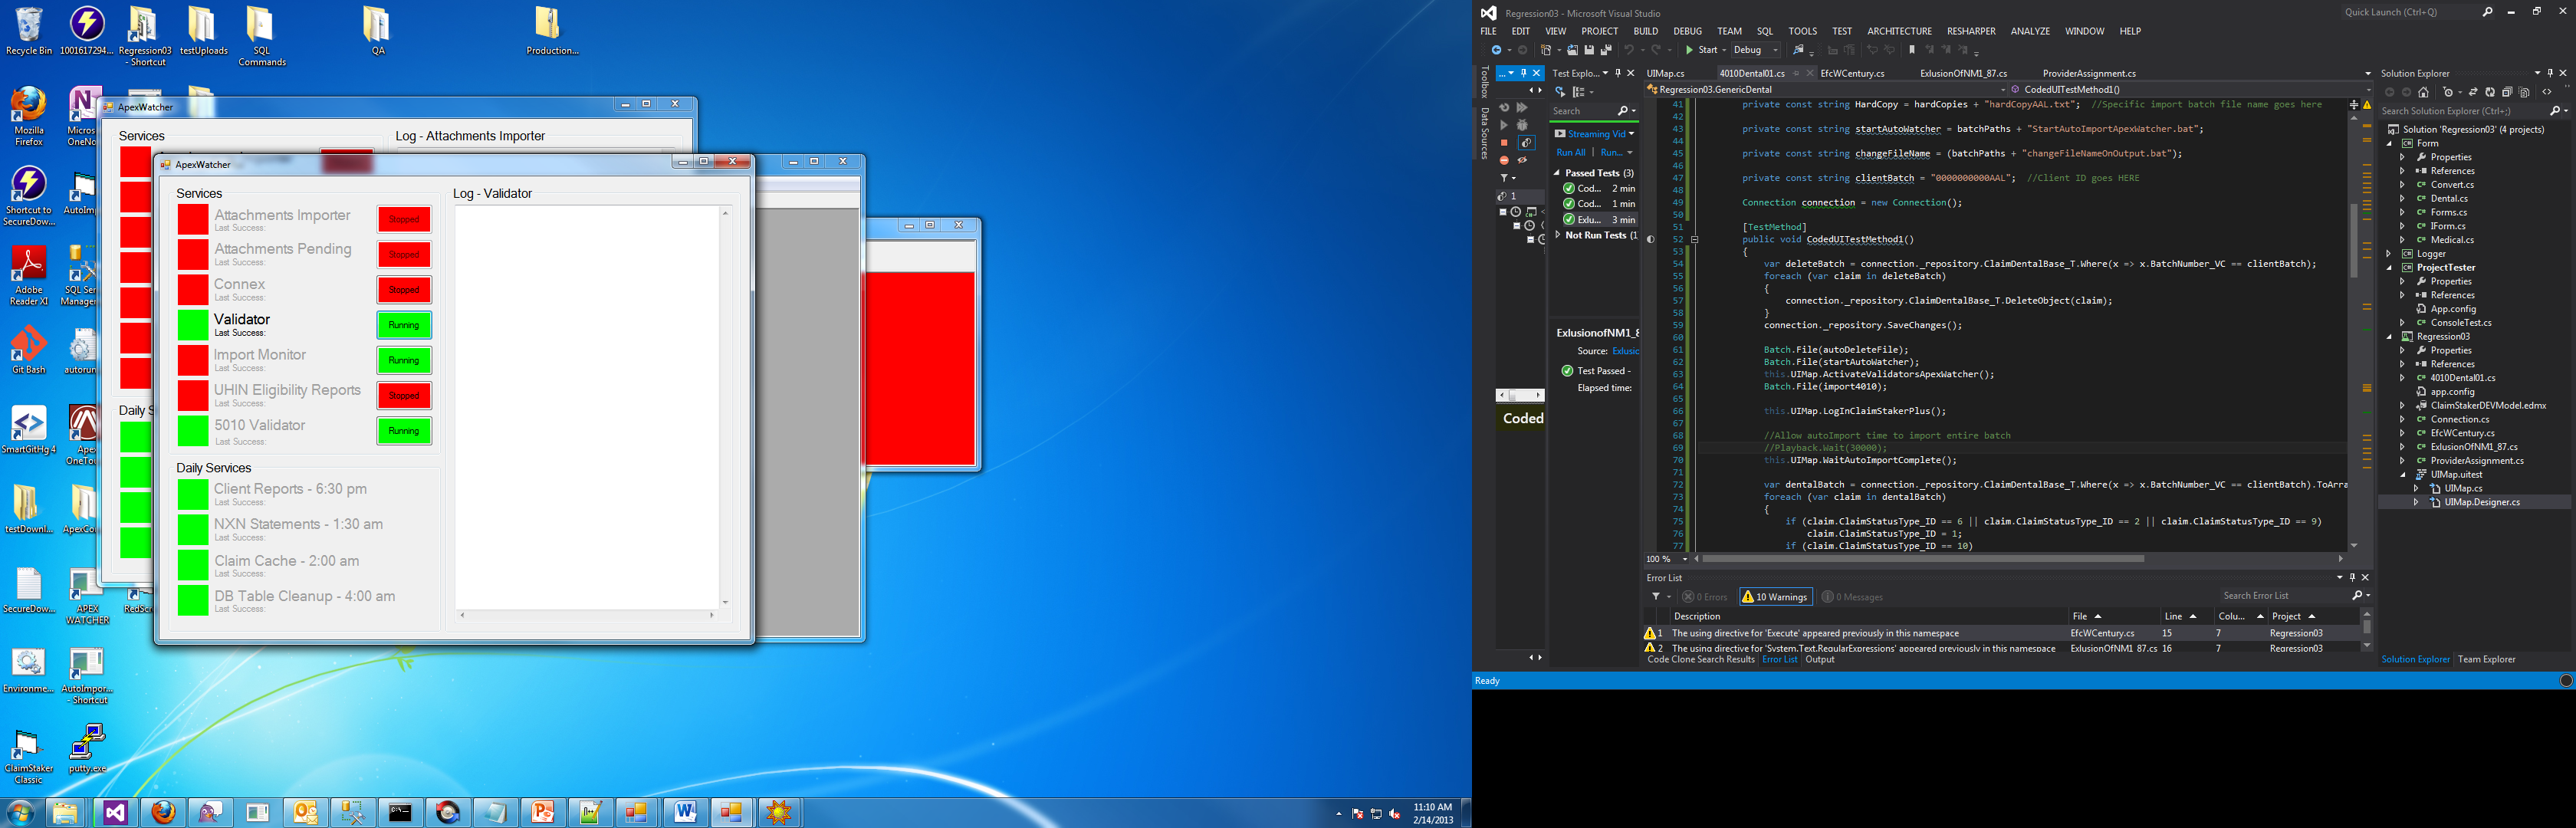 Recycle Bin
1001617294...
Regression03 - Shortcut
testUploads
SQL Commands
QA
Production...
Mozilla Firefox
Micros
OneNo
Shortcut to SecureDow...
AutoImp
Adobe Reader XI
SQL Serv
Manager
Git Bash
autorun
SmartGitHg 4
Apex
OneTou
testDownl...
ApexCo
SecureDow...
APEX WATCHER
RedScr
Environme...
AutoImpor... - Shortcut
ClaimStaker Classic
putty.exe
ApexWatcher
Services
Log - Attachments Importer
Daily S
ApexWatcher
Services
Log - Validator
Attachments Importer
Last Success:
Stopped
Attachments Pending
Last Success:
Stopped
Connex
Last Success:
Stopped
Validator
Last Success:
Running
Import Monitor
Last Success:
Running
UHIN Eligibility Reports
Last Success:
Stopped
5010 Validator
Last Success:
Running
Daily Services
Client Reports - 6:30 pm
Last Success:
NXN Statements - 1:30 am
Last Success:
Claim Cache - 2:00 am
Last Success:
DB Table Cleanup - 4:00 am
Last Success:
11:10 AM
2/14/2013
Regression03 - Microsoft Visual Studio
Quick Launch (Ctrl+Q)
FILE EDIT VIEW PROJECT BUILD DEBUG TEAM SQL TOOLS TEST ARCHITECTURE RESHARPER ANALYZE WINDOW HELP
Start Debug
Toolbox
Data Sources
1
Coded
Test Explo...
Search
Streaming Vid
Run All | Run...
Passed Tests (3)
Cod... 2 min
Cod... 1 min
Exlu... 3 min
Not Run Tests (1
ExlusionofNM1_8
Source: Exlusic
Test Passed -
Elapsed time:
UIMap.cs 4010Dental01.cs EfcWCentury.cs ExlusionOfNM1_87.cs ProviderAssignment.cs
Regression03.GenericDental CodedUITestMethod1()
41 private const string HardCopy = hardCopies + "hardCopyAAL.txt"; //Specific import batch file name goes here
42
43 private const string startAutoWatcher = batchPaths + "StartAutoImportApexWatcher.bat";
44
45 private const string changeFileName = (batchPaths + "changeFileNameOnOutput.bat");
46
47 private const string clientBatch = "0000000000AAL"; //Client ID goes HERE
48
49 Connection connection = new Connection();
50
51 [TestMethod]
52 public void CodedUITestMethod1()
53 {
54 var deleteBatch = connection._repository.ClaimDentalBase_T.Where(x => x.BatchNumber_VC == clientBatch);
55 foreach (var claim in deleteBatch)
56 {
57 connection._repository.ClaimDentalBase_T.DeleteObject(claim);
58 }
59 connection._repository.SaveChanges();
60
61 Batch.File(autoDeleteFile);
62 Batch.File(startAutoWatcher);
63 this.UIMap.ActivateValidatorsApexWatcher();
64 Batch.File(import4010);
65
66 this.UIMap.LogInClaimStakerPlus();
67
68 //Allow autoImport time to import entire batch
69 //Playback.Wait(30000);
70 this.UIMap.WaitAutoImportComplete();
71
72 var dentalBatch = connection._repository.ClaimDentalBase_T.Where(x => x.BatchNumber_VC == clientBatch).ToArra
73 foreach (var claim in dentalBatch)
74 {
75 if (claim.ClaimStatusType_ID == 6 || claim.ClaimStatusType_ID == 2 || claim.ClaimStatusType_ID == 9)
76 claim.ClaimStatusType_ID = 1;
77 if (claim.ClaimStatusType_ID == 10)
100 %
Error List
0 Errors 10 Warnings 0 Messages
Search Error List
Description File Line Colu... Project
1 The using directive for 'Execute' appeared previously in this namespace EfcWCentury.cs 15 7 Regression03
2 The using directive for 'System.Text.RegularExpressions' appeared previously in this namespace ExlusionOfNM1_87.cs 16 7 Regression03
Code Clone Search Results Error List Output
Solution Explorer
Search Solution Explorer (Ctrl+;)
Solution 'Regression03' (4 projects)
Form
Properties
References
Convert.cs
Dental.cs
Forms.cs
IForm.cs
Medical.cs
Logger
ProjectTester
Properties
References
App.config
ConsoleTest.cs
Regression03
Properties
References
4010Dental01.cs
app.config
ClaimStakerDEVModel.edmx
Connection.cs
EfcWCentury.cs
ExlusionOfNM1_87.cs
ProviderAssignment.cs
UIMap.uitest
UIMap.cs
UIMap.Designer.cs
Solution Explorer Team Explorer
Ready